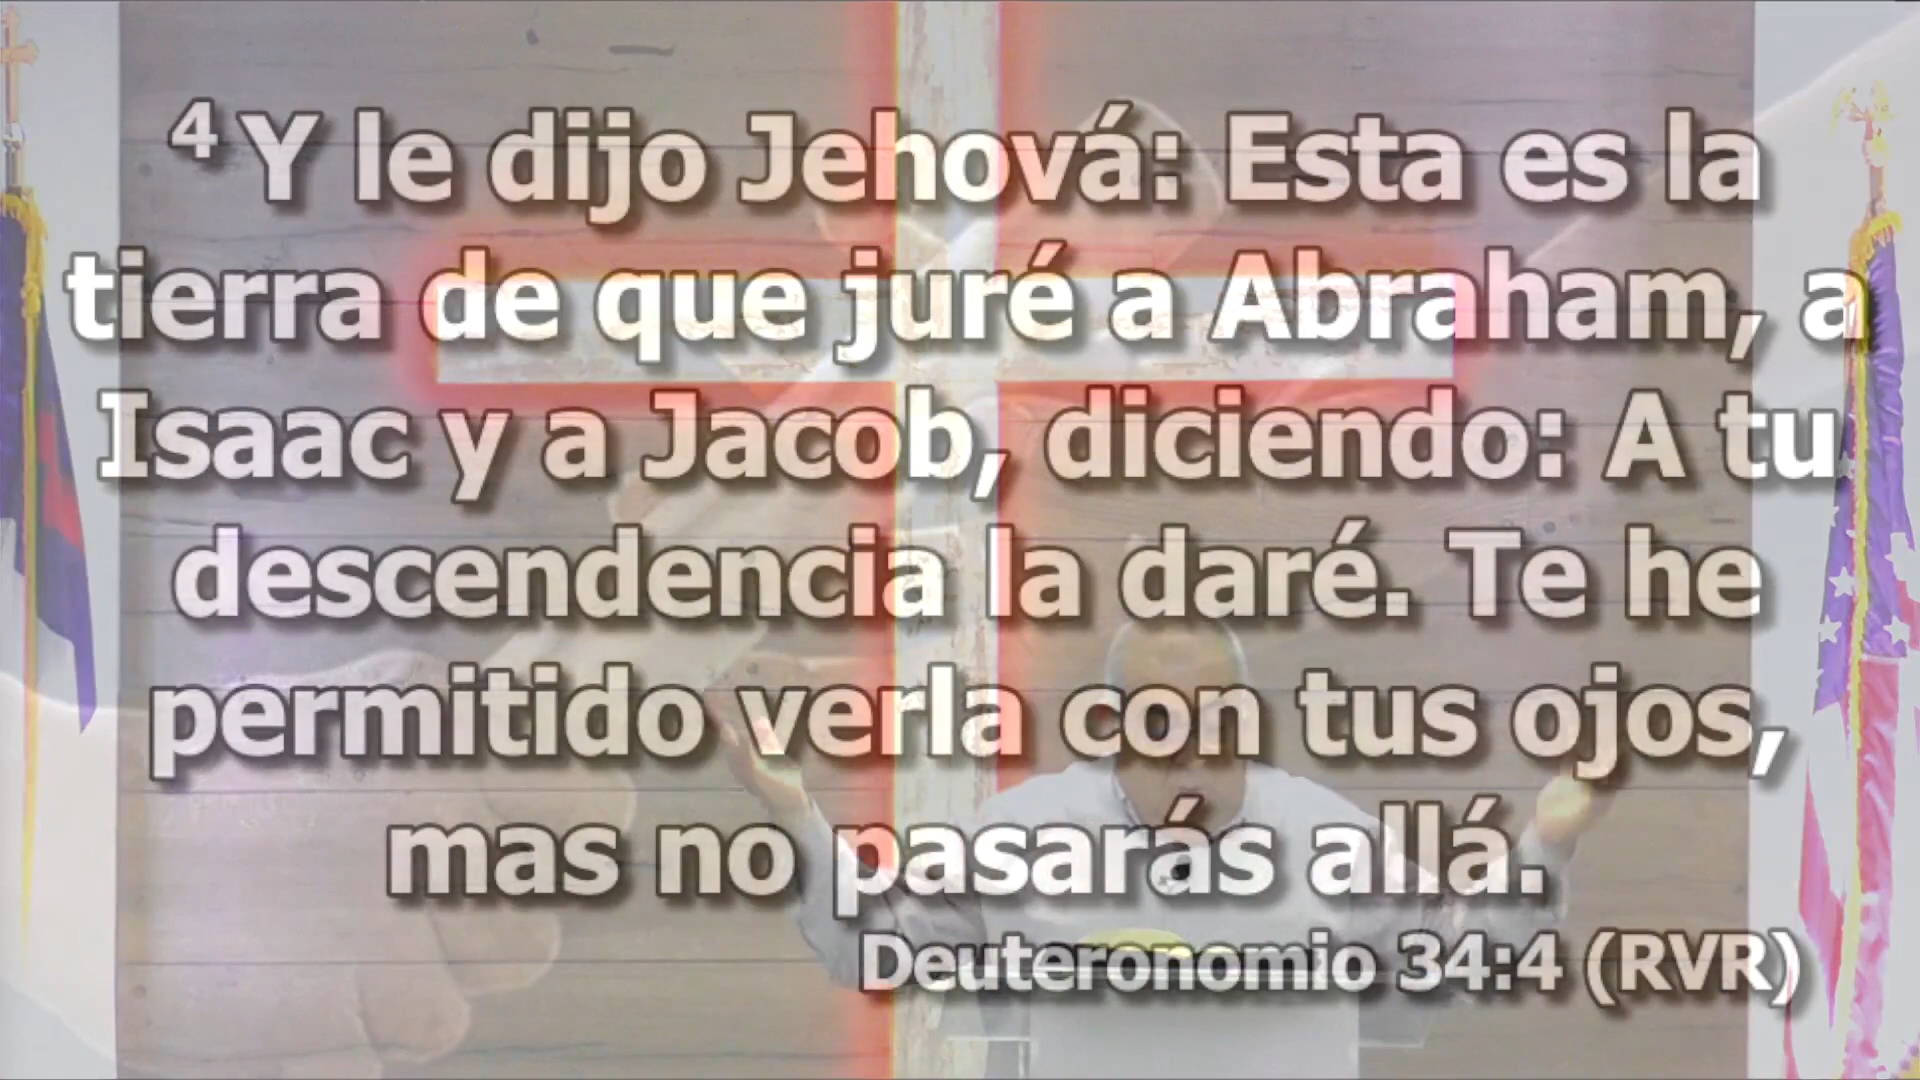 4 Y le dijo Jehová: Esta es la
tierra de que juré a Abraham, a
Isaac y a Jacob, diciendo: A tu
descendencia la daré. Te he
permitido verla con tus ojos,
mas no pasarás allá.
Deuteronomio 34:4 (RVR)